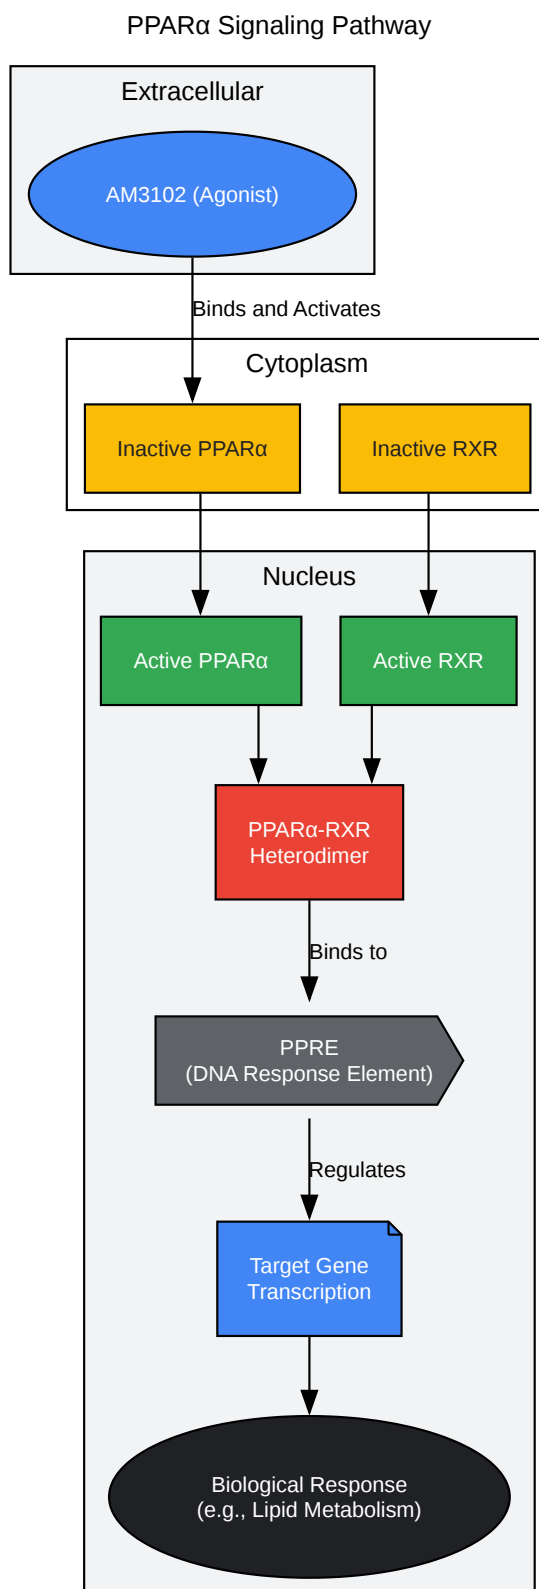 PPARα Signaling Pathway
Extracellular
AM3102 (Agonist)
Binds and Activates
Cytoplasm
Inactive PPARα
Inactive RXR
Nucleus
Active PPARα
Active RXR
PPARα-RXR
Heterodimer
Binds to
PPRE
(DNA Response Element)
Regulates
Target Gene
Transcription
Biological Response
(e.g., Lipid Metabolism)